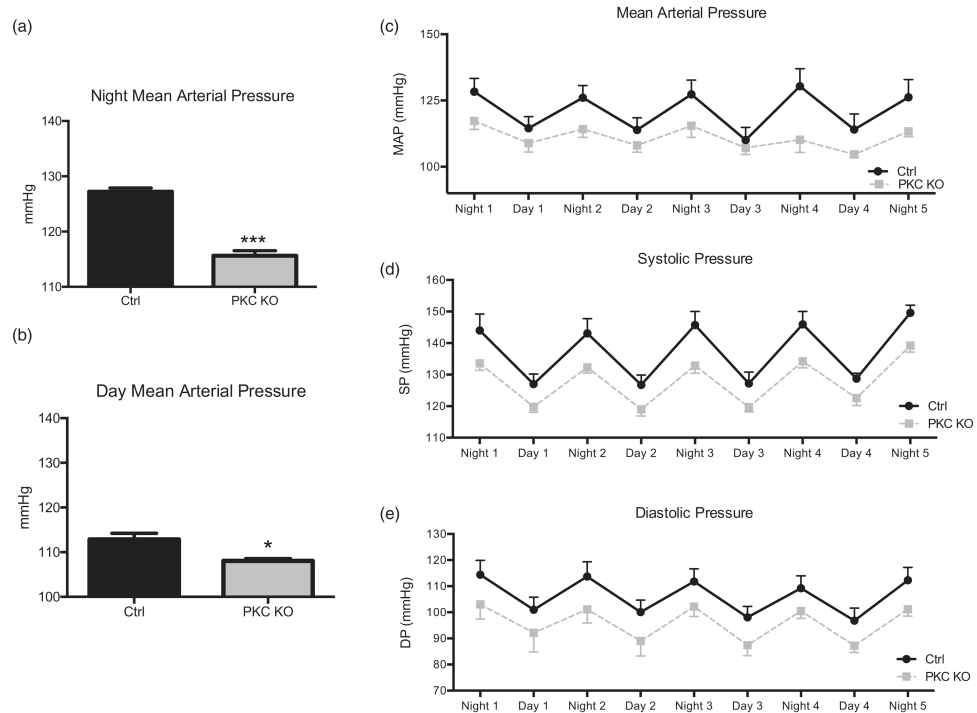 (a)
Night Mean Arterial Pressure
140
130
120
110
mmHg
***
Ctrl
PKC KO
(b)
Day Mean Arterial Pressure
140
130
120
110
100
mmHg
*
Ctrl
PKC KO
(c)
Mean Arterial Pressure
150
125
100
MAP (mmHg)
Ctrl
PKC KO
Night 1 Day 1 Night 2 Day 2 Night 3 Day 3 Night 4 Day 4 Night 5
(d)
Systolic Pressure
160
150
140
130
120
110
SP (mmHg)
Ctrl
PKC KO
Night 1 Day 1 Night 2 Day 2 Night 3 Day 3 Night 4 Day 4 Night 5
(e)
Diastolic Pressure
130
120
110
100
90
80
70
DP (mmHg)
Ctrl
PKC KO
Night 1 Day 1 Night 2 Day 2 Night 3 Day 3 Night 4 Day 4 Night 5